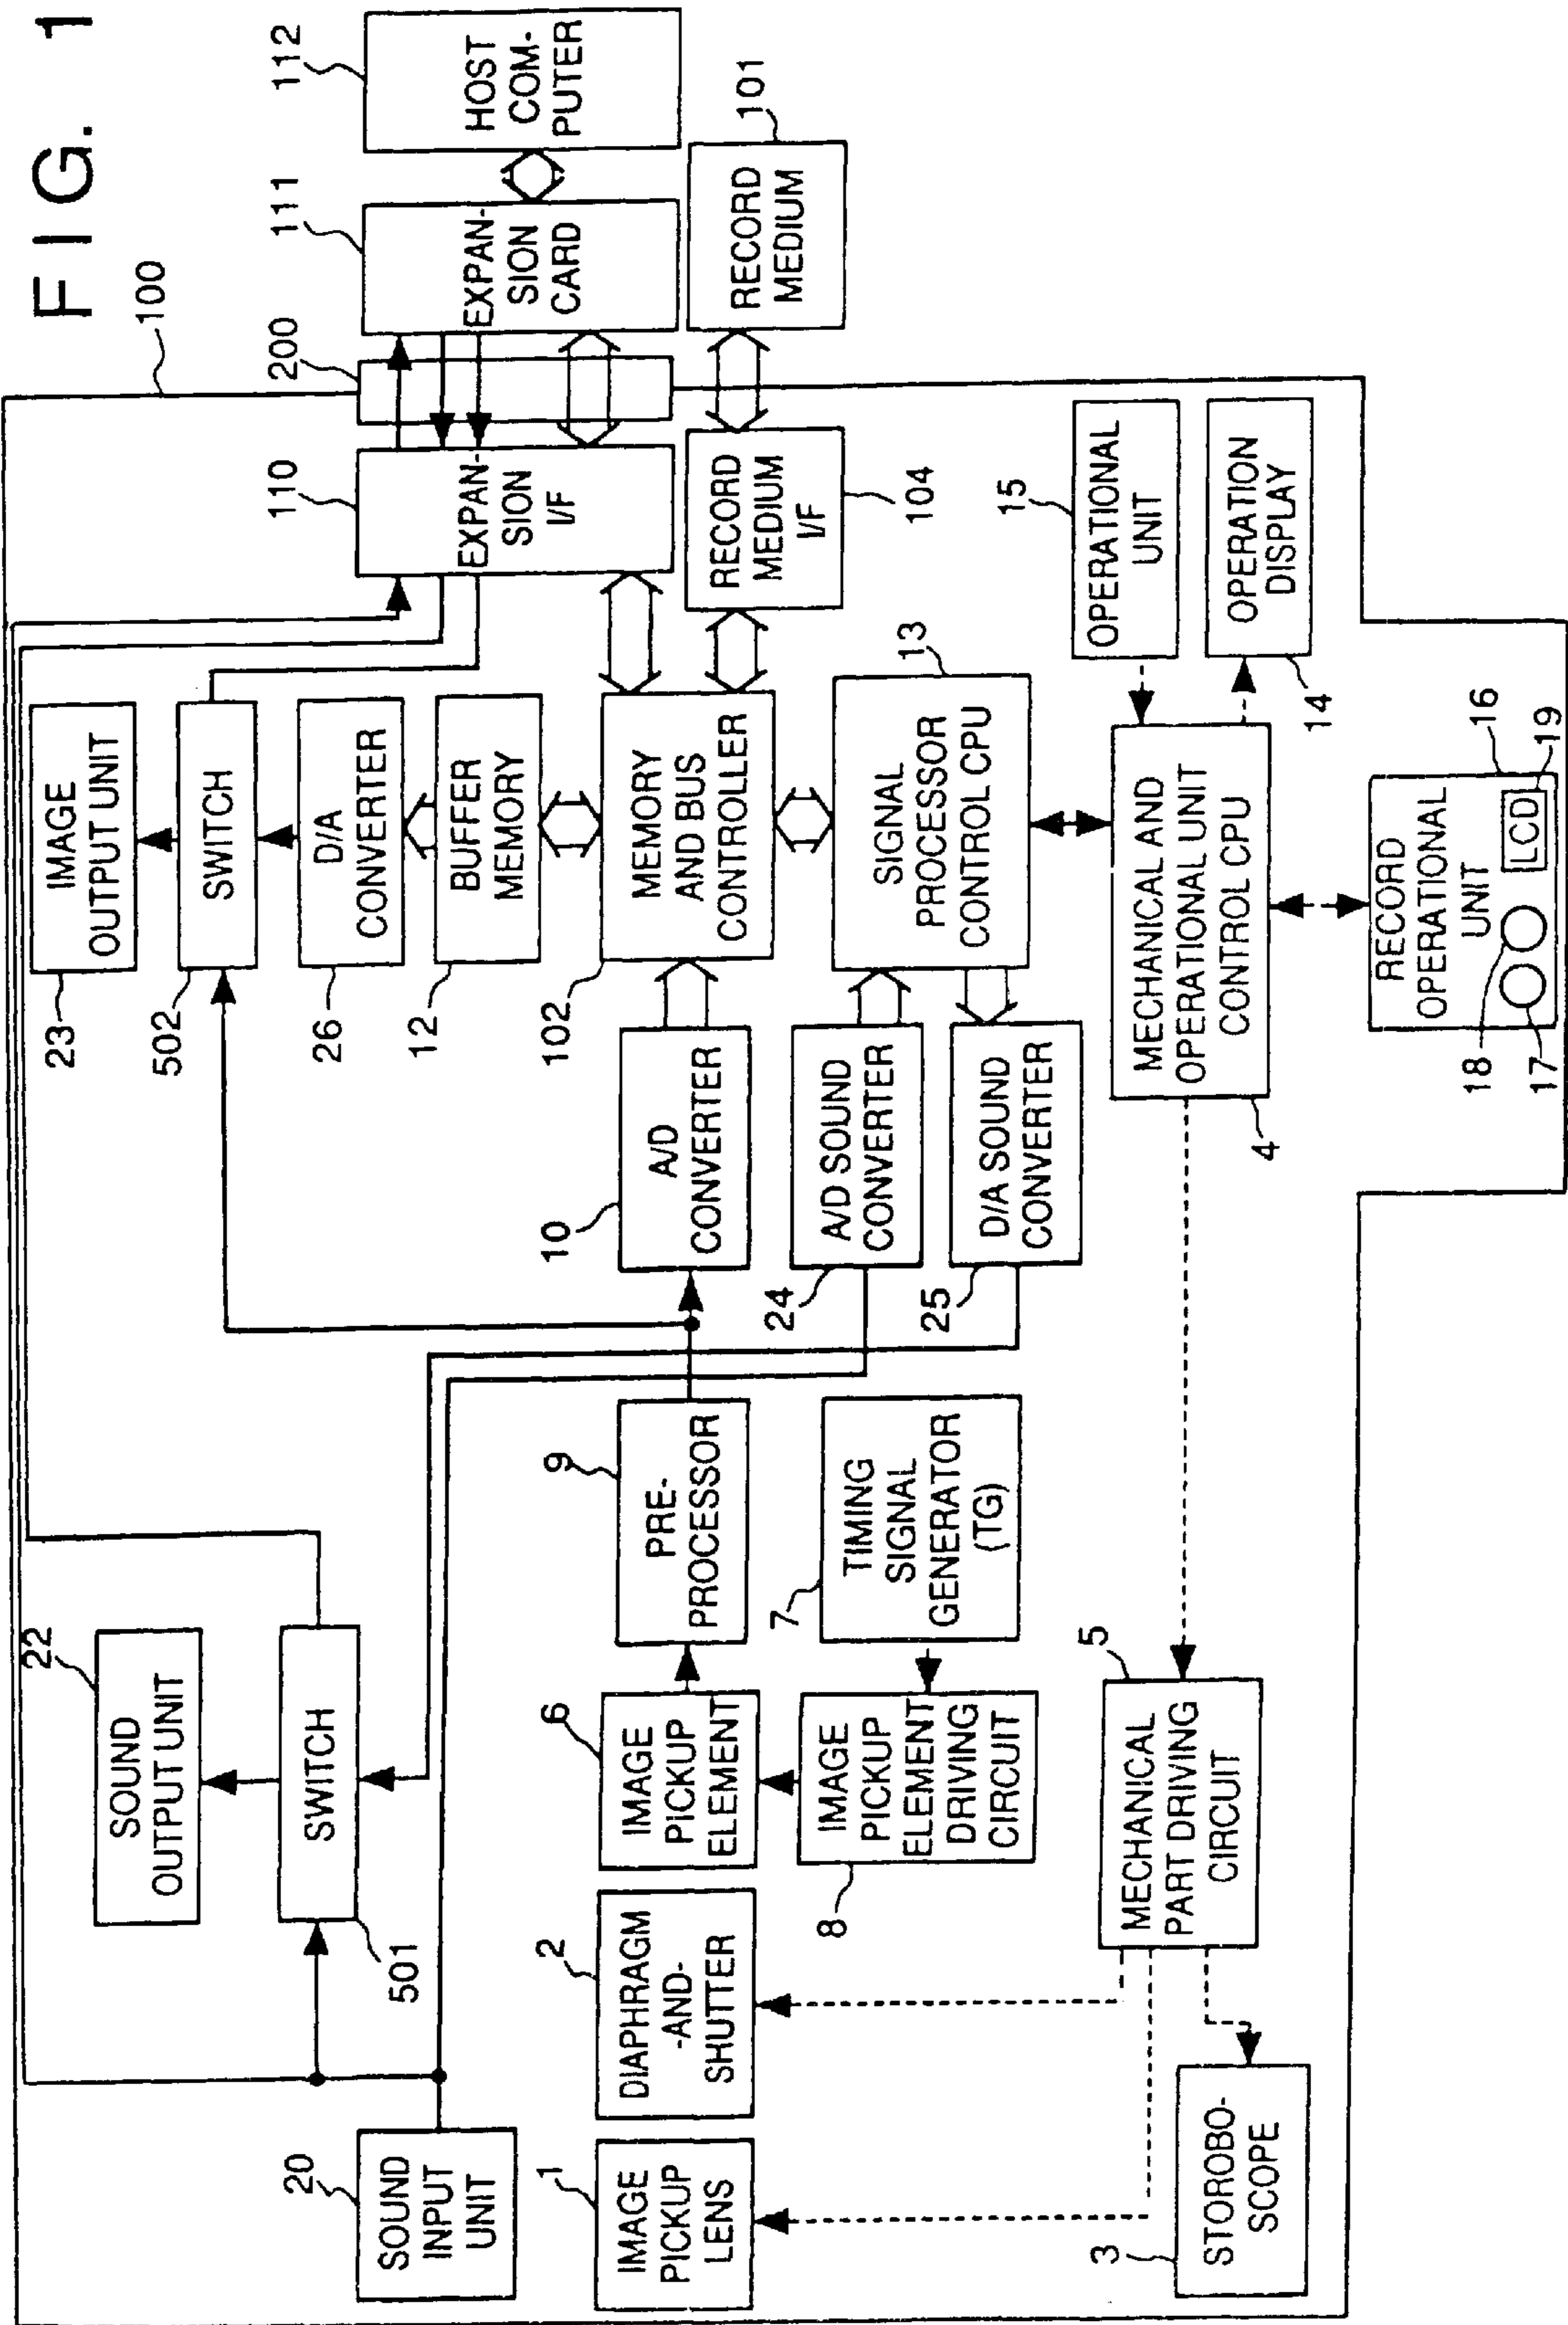 FIG. 1
100
200
20
SOUND
INPUT
UNIT
22
SOUND
OUTPUT UNIT
SWITCH
501
23
IMAGE
OUTPUT UNIT
502
SWITCH
26
D/A
CONVERTER
12
BUFFER
MEMORY
110
EXPAN-
SION
I/F
111
EXPAN-
SION
CARD
112
HOST
COM-
PUTER
1
IMAGE
PICKUP
LENS
2
DIAPHRAGM
-AND-
SHUTTER
6
IMAGE
PICKUP
ELEMENT
9
PRE-
PROCESSOR
10
A/D
CONVERTER
102
MEMORY
AND BUS
CONTROLLER
RECORD
MEDIUM
I/F
104
101
RECORD
MEDIUM
8
IMAGE
PICKUP
ELEMENT
DRIVING
CIRCUIT
7
TIMING
SIGNAL
GENERATOR
(TG)
24
A/D SOUND
CONVERTER
25
D/A SOUND
CONVERTER
13
SIGNAL
PROCESSOR
CONTROL CPU
3
STOROBO-
SCOPE
5
MECHANICAL
PART DRIVING
CIRCUIT
4
MECHANICAL AND
OPERATIONAL UNIT
CONTROL CPU
15
OPERATIONAL
UNIT
OPERATION
DISPLAY
14
RECORD
OPERATIONAL
UNIT
16
17
18
LCD
19